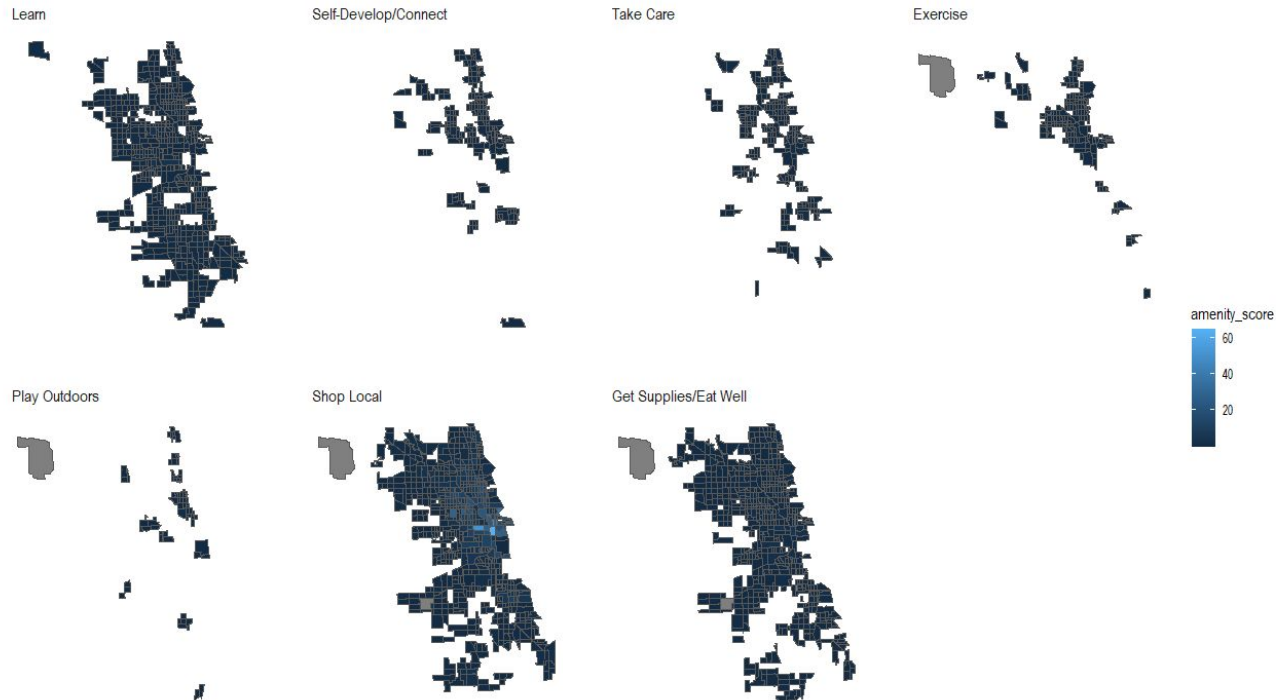 Learn
Self-Develop/Connect
Take Care
Exercise
amenity_score
60
40
20
Play Outdoors
Shop Local
Get Supplies/Eat Well